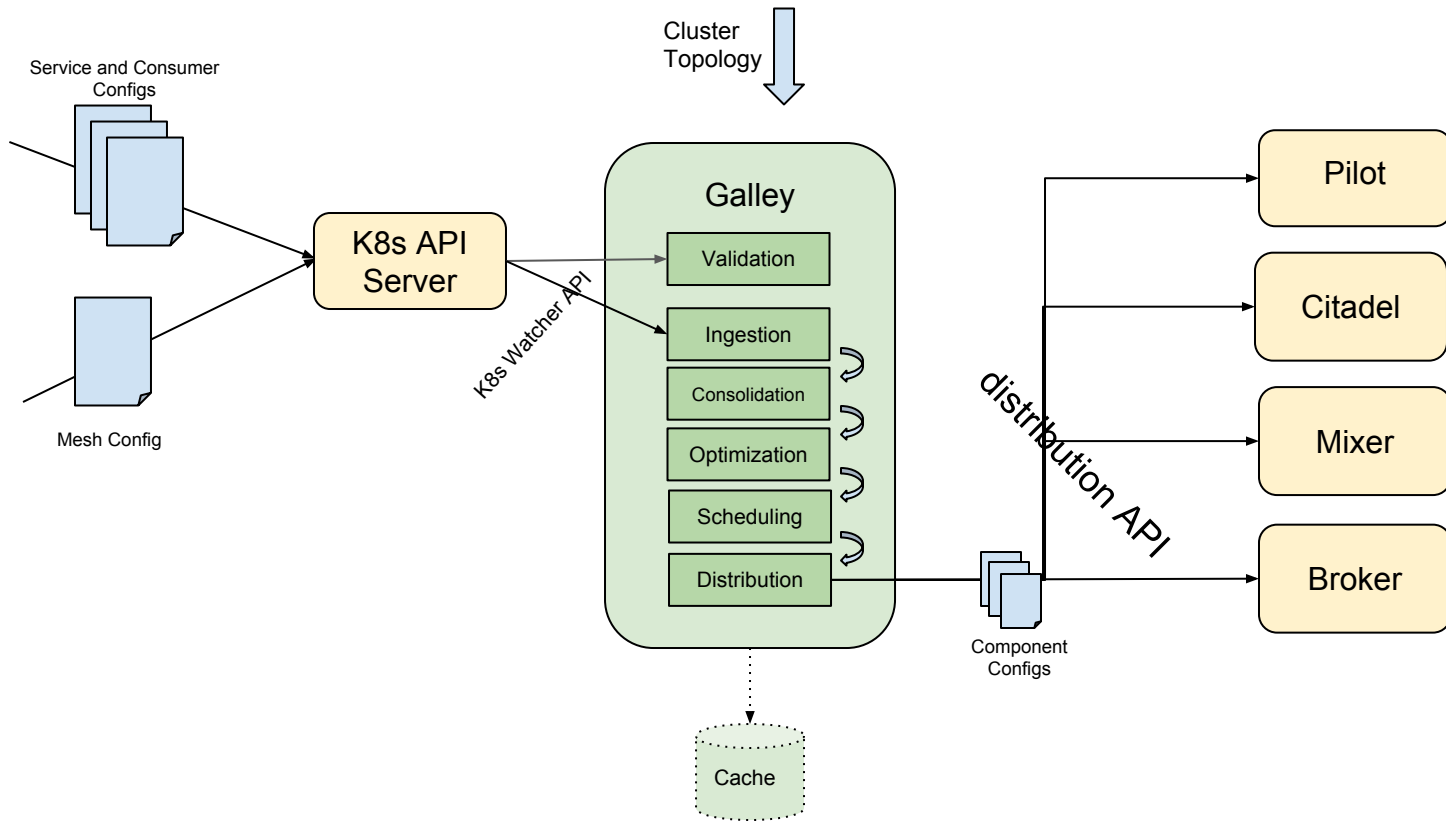 Cluster
Topology
Service and Consumer
Configs
Mesh Config
K8s API
Server
K8s Watcher API
Galley
Validation
Ingestion
Consolidation
Optimization
Scheduling
Distribution
Cache
Component
Configs
distribution API
Pilot
Citadel
Mixer
Broker